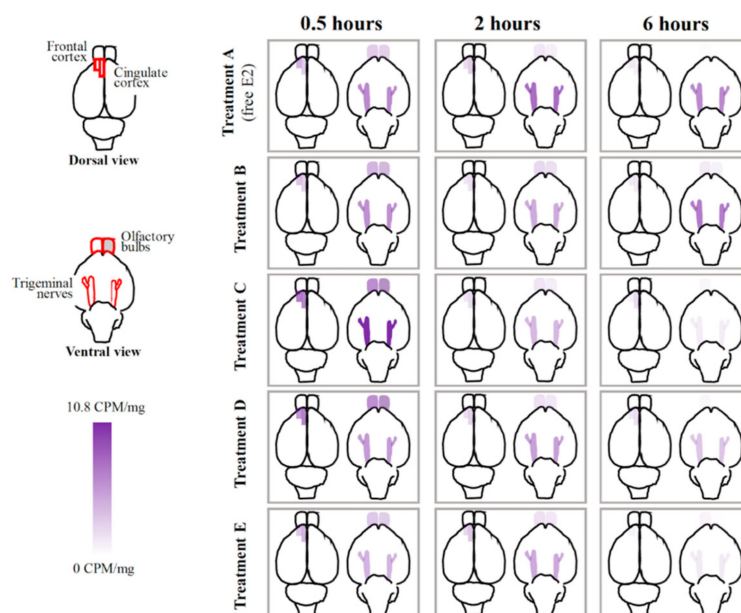 0.5 hours
2 hours
6 hours
Frontal
cortex
Cingulate
cortex
Dorsal view
Olfactory
bulbs
Trigeminal
nerves
Ventral view
10.8 CPM/mg
0 CPM/mg
Treatment A
(free E2)
Treatment B
Treatment C
Treatment D
Treatment E